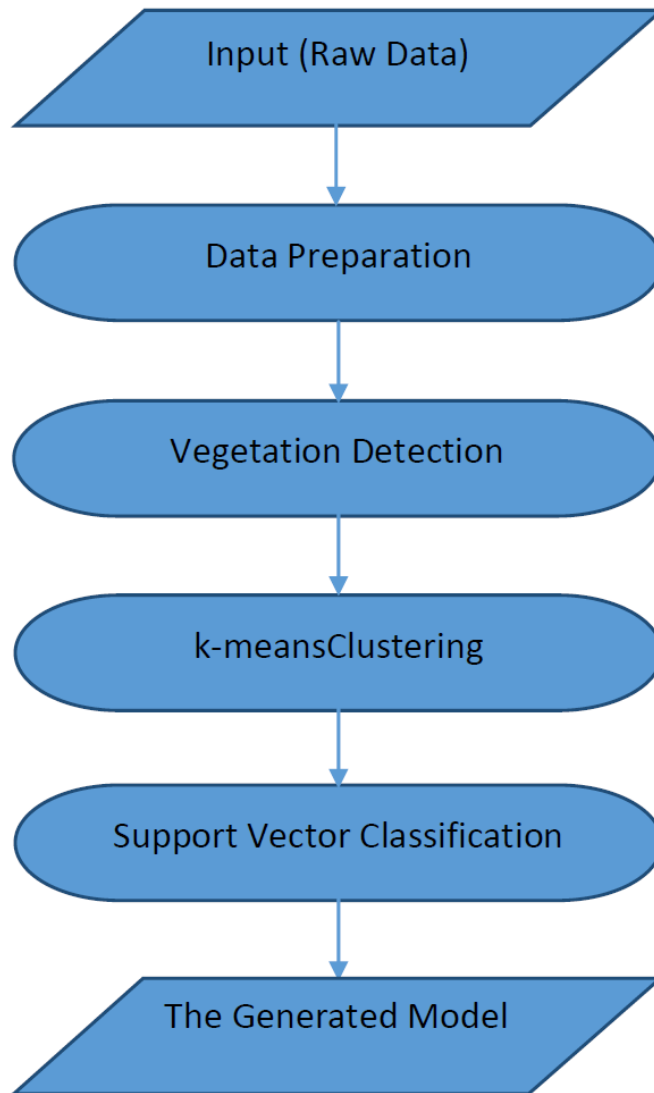 Input (Raw Data)
Data Preparation
Vegetation Detection
k-meansClustering
Support Vector Classification
The Generated Model